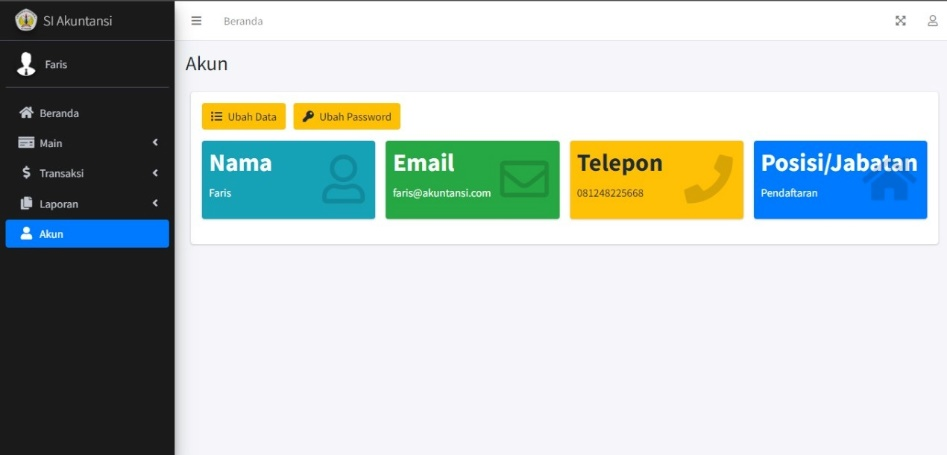 SI Akuntansi
Beranda
Faris
Akun
Beranda
Main
Transaksi
Laporan
Akun
Ubah Data
Ubah Password
Nama
Faris
Email
faris@akuntansi.com
Telepon
081248225668
Posisi/Jabatan
Pendaftaran